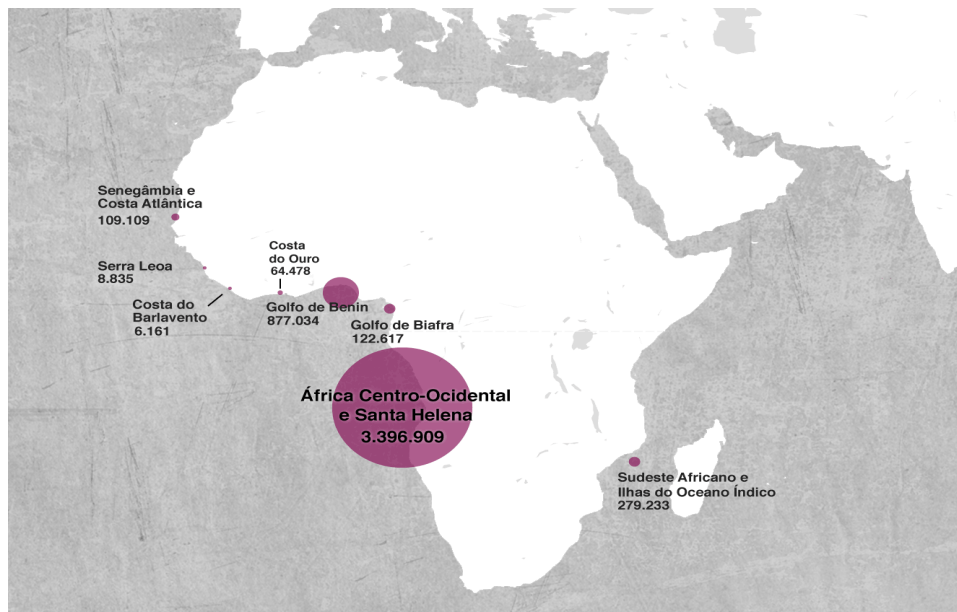 Senegâmbia e
Costa Atlântica
109.109
Serra Leoa
8.835
Costa do
Barlavento
6.161
Costa
do Ouro
64.478
Golfo de Benin
877.034
Golfo de Biafra
122.617
África Centro-Ocidental
e Santa Helena
3.396.909
Sudeste Africano e
Ilhas do Oceano Índico
279.233